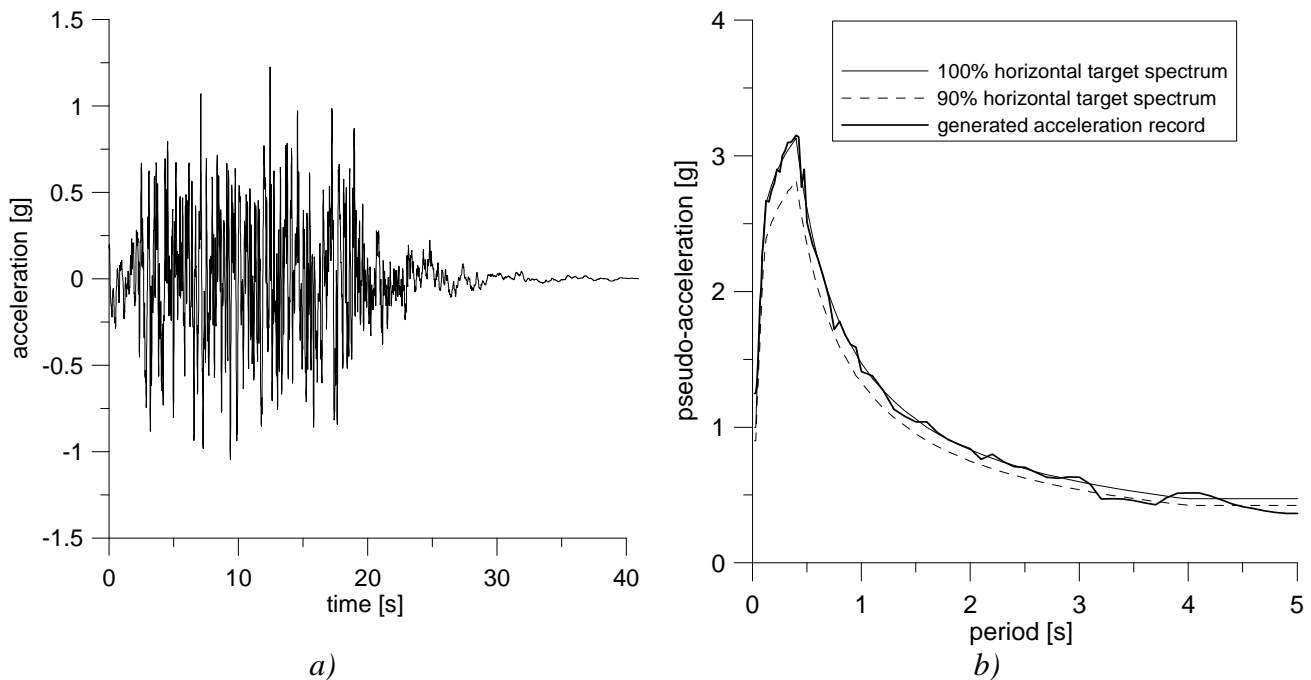 1.5
1
0.5
0
-0.5
-1
-1.5
acceleration [g]
0 10 20 30 40
time [s]
a)
4
3
2
1
0
pseudo-acceleration [g]
100% horizontal target spectrum
90% horizontal target spectrum
generated acceleration record
0 1 2 3 4 5
period [s]
b)